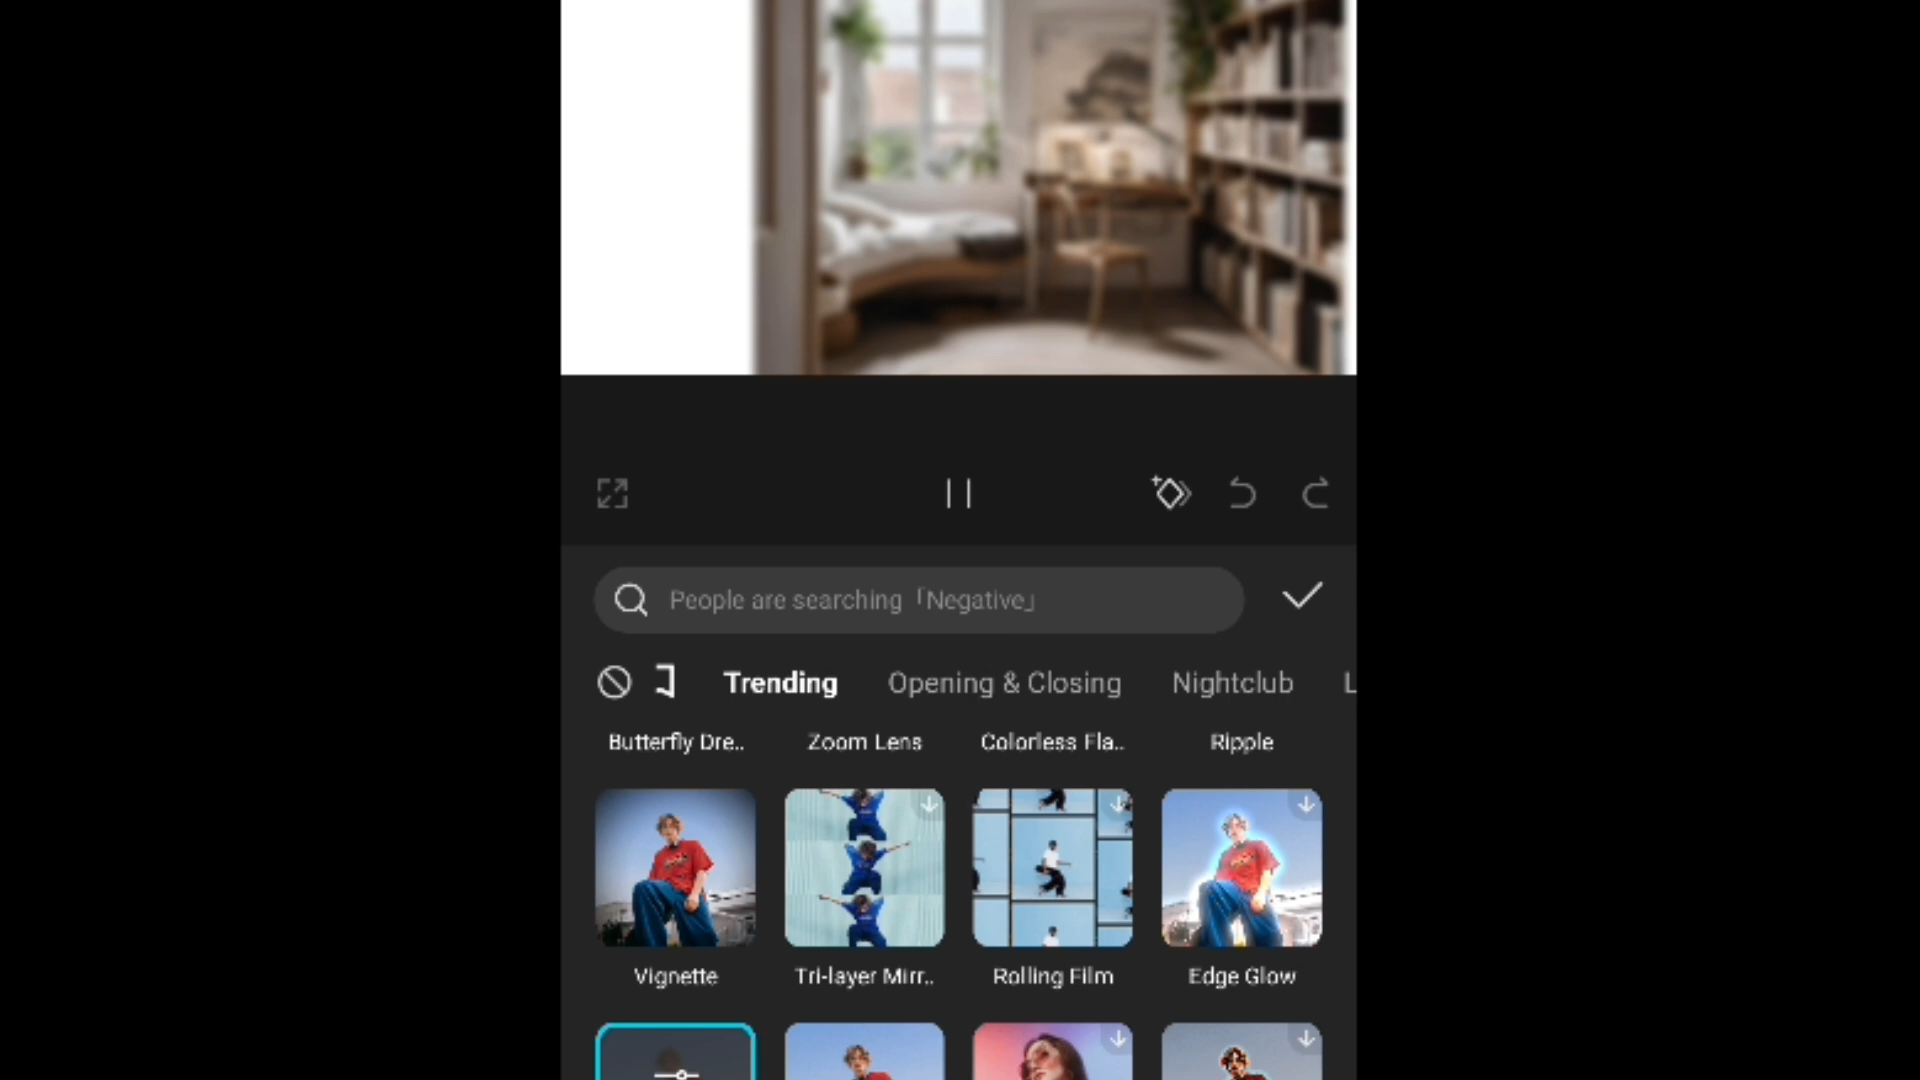 People are searching「Negative」
Trending Opening & Closing Nightclub L
Butterfly Dre.. Zoom Lens Colorless Fla.. Ripple
Vignette Tri-layer Mirr.. Rolling Film Edge Glow